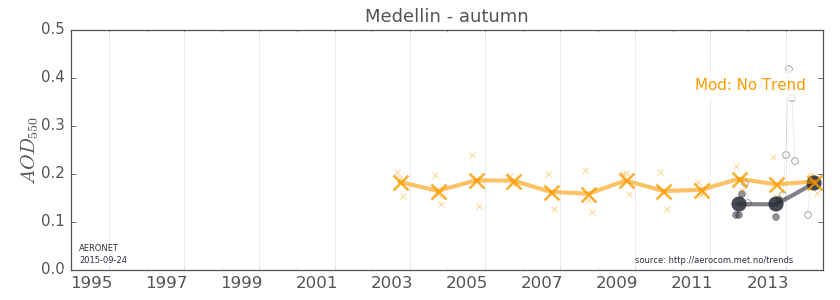 Medellin - autumn
0.5
0.4
0.3
0.2
0.1
0.0
AOD550
Mod: No Trend
AERONET
2015-09-24
source: http://aerocom.met.no/trends
1995 1997 1999 2001 2003 2005 2007 2009 2011 2013